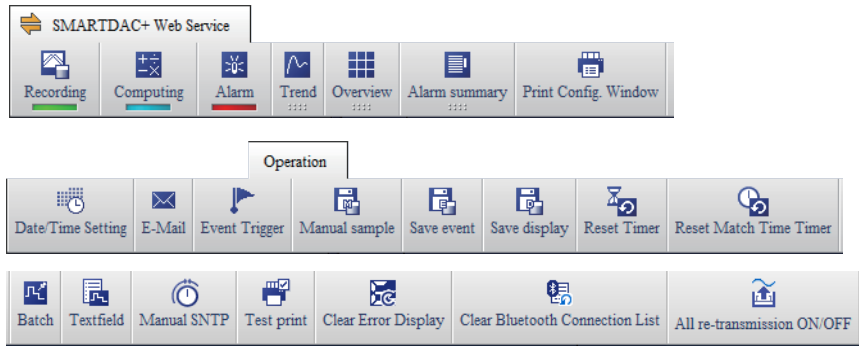 SMARTDAC+ Web Service
Recording Computing Alarm Trend Overview Alarm summary Print Config. Window
Operation
Date/Time Setting E-Mail Event Trigger Manual sample Save event Save display Reset Timer Reset Match Time Timer
Batch Textfield Manual SNTP Test print Clear Error Display Clear Bluetooth Connection List All re-transmission ON/OFF